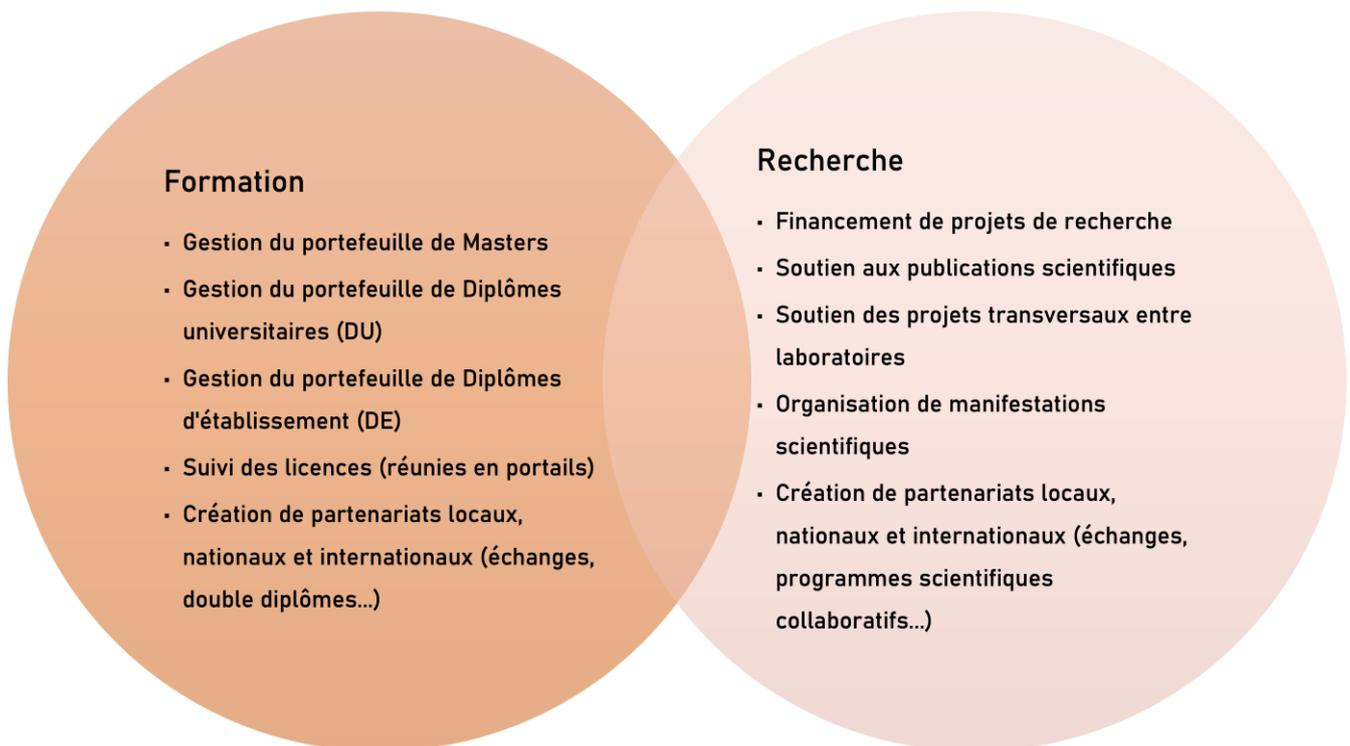 Formation
▪ Gestion du portefeuille de Masters
▪ Gestion du portefeuille de Diplômes
universitaires (DU)
▪ Gestion du portefeuille de Diplômes
d'établissement (DE)
▪ Suivi des licences (réunies en portails)
▪ Création de partenariats locaux,
nationaux et internationaux (échanges,
double diplômes...)
Recherche
▪ Financement de projets de recherche
▪ Soutien aux publications scientifiques
▪ Soutien des projets transversaux entre
laboratoires
▪ Organisation de manifestations
scientifiques
▪ Création de partenariats locaux,
nationaux et internationaux (échanges,
programmes scientifiques
collaboratifs...)